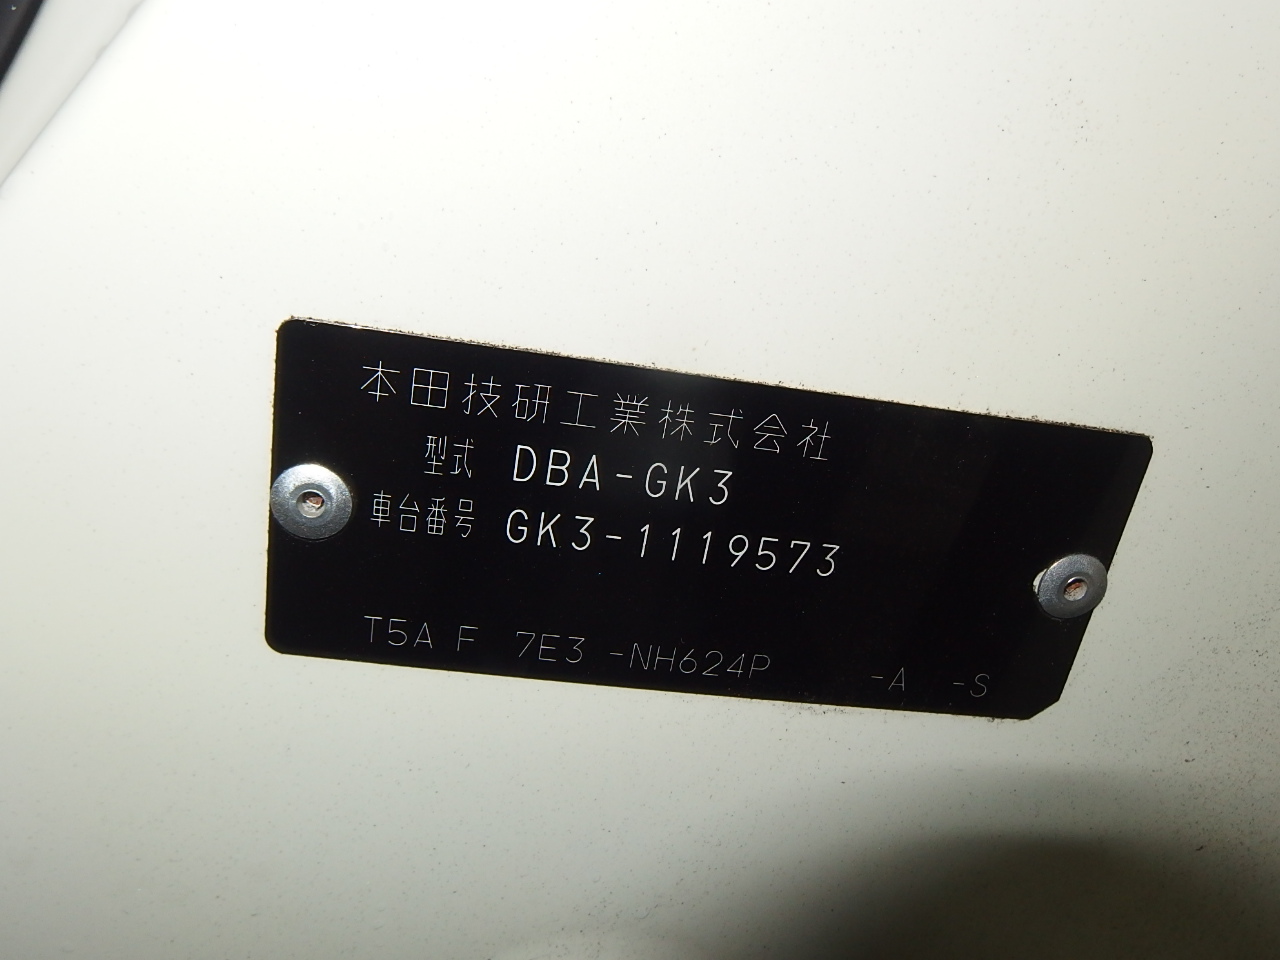 本田技研工業株式会社
型式 DBA-GK3
車台番号 GK3-1119573
T5A F 7E3 -NH624P -A -S